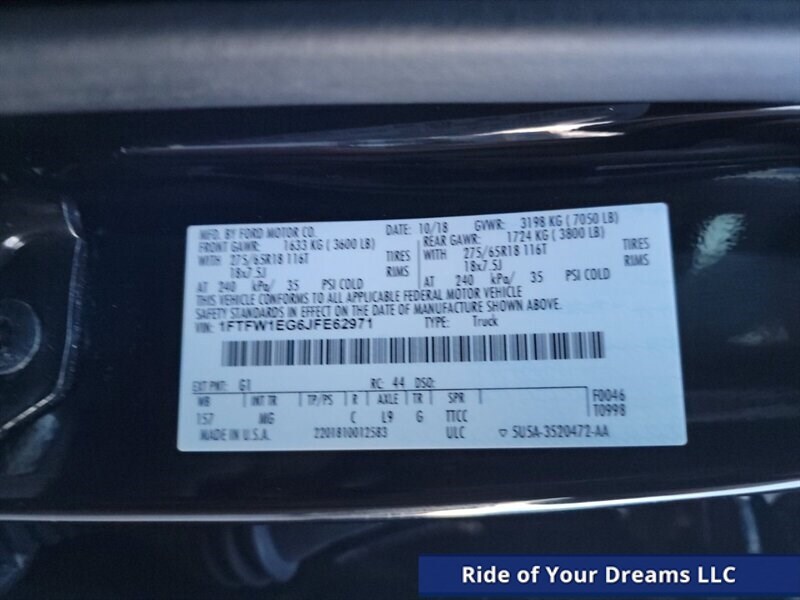 MFD. BY FORD MOTOR CO. DATE: 10/18 GVWR: 3198 KG (7050 LB)
FRONT GAWR: 1633 KG (3600 LB) REAR GAWR: 1724 KG (3800 LB)
WITH 275/65R18 116T TIRES WITH 275/65R18 116T TIRES
18x7.5J RIMS 18x7.5J RIMS
AT 240 kPa/ 35 PSI COLD AT 240 kPa/ 35 PSI COLD
THIS VEHICLE CONFORMS TO ALL APPLICABLE FEDERAL MOTOR VEHICLE
SAFETY STANDARDS IN EFFECT ON THE DATE OF MANUFACTURE SHOWN ABOVE.
VIN: 1FTFW1EG6JFE62971 TYPE: Truck
EXT PNT: G1 RC: 44 DSO:
WB INT TR TP/PS R AXLE TR SPR F0046
157 MG C L9 G TTCC T0998
MADE IN U.S.A. 2201810012583 ULC 5U5A-3520472-AA
Ride of Your Dreams LLC